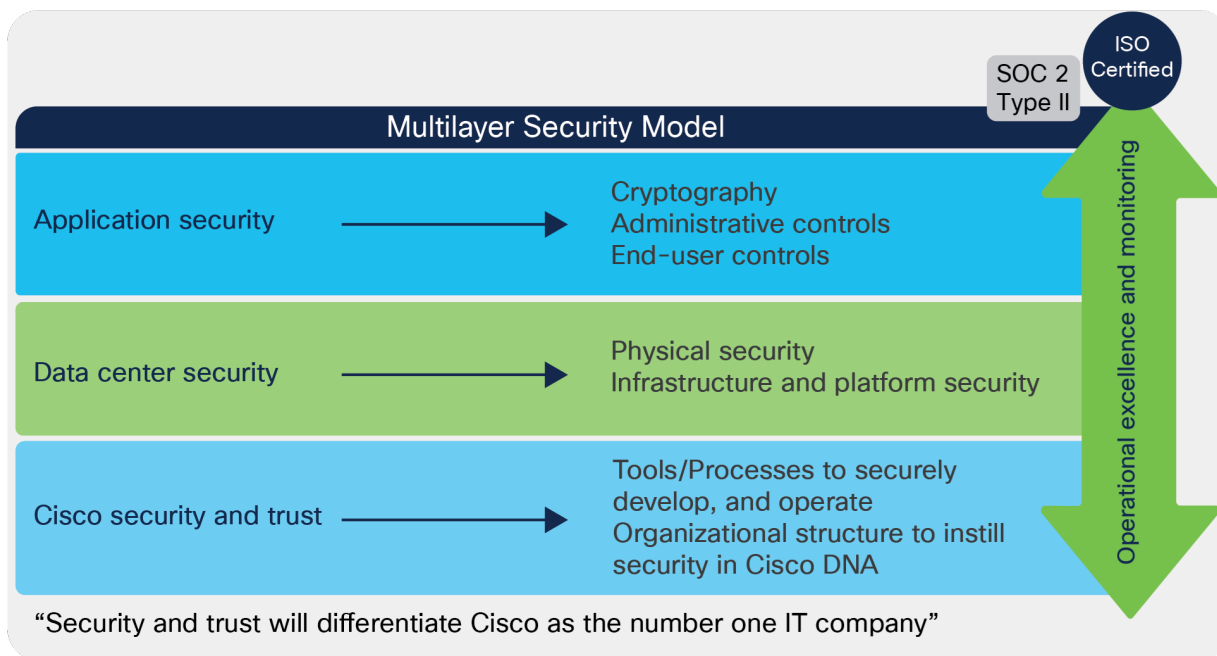 ISO
Certified
SOC 2
Type II
Multilayer Security Model
Application security
Cryptography
Administrative controls
End-user controls
Data center security
Physical security
Infrastructure and platform security
Cisco security and trust
Tools/Processes to securely
develop, and operate
Organizational structure to instill
security in Cisco DNA
Operational excellence and monitoring
“Security and trust will differentiate Cisco as the number one IT company”